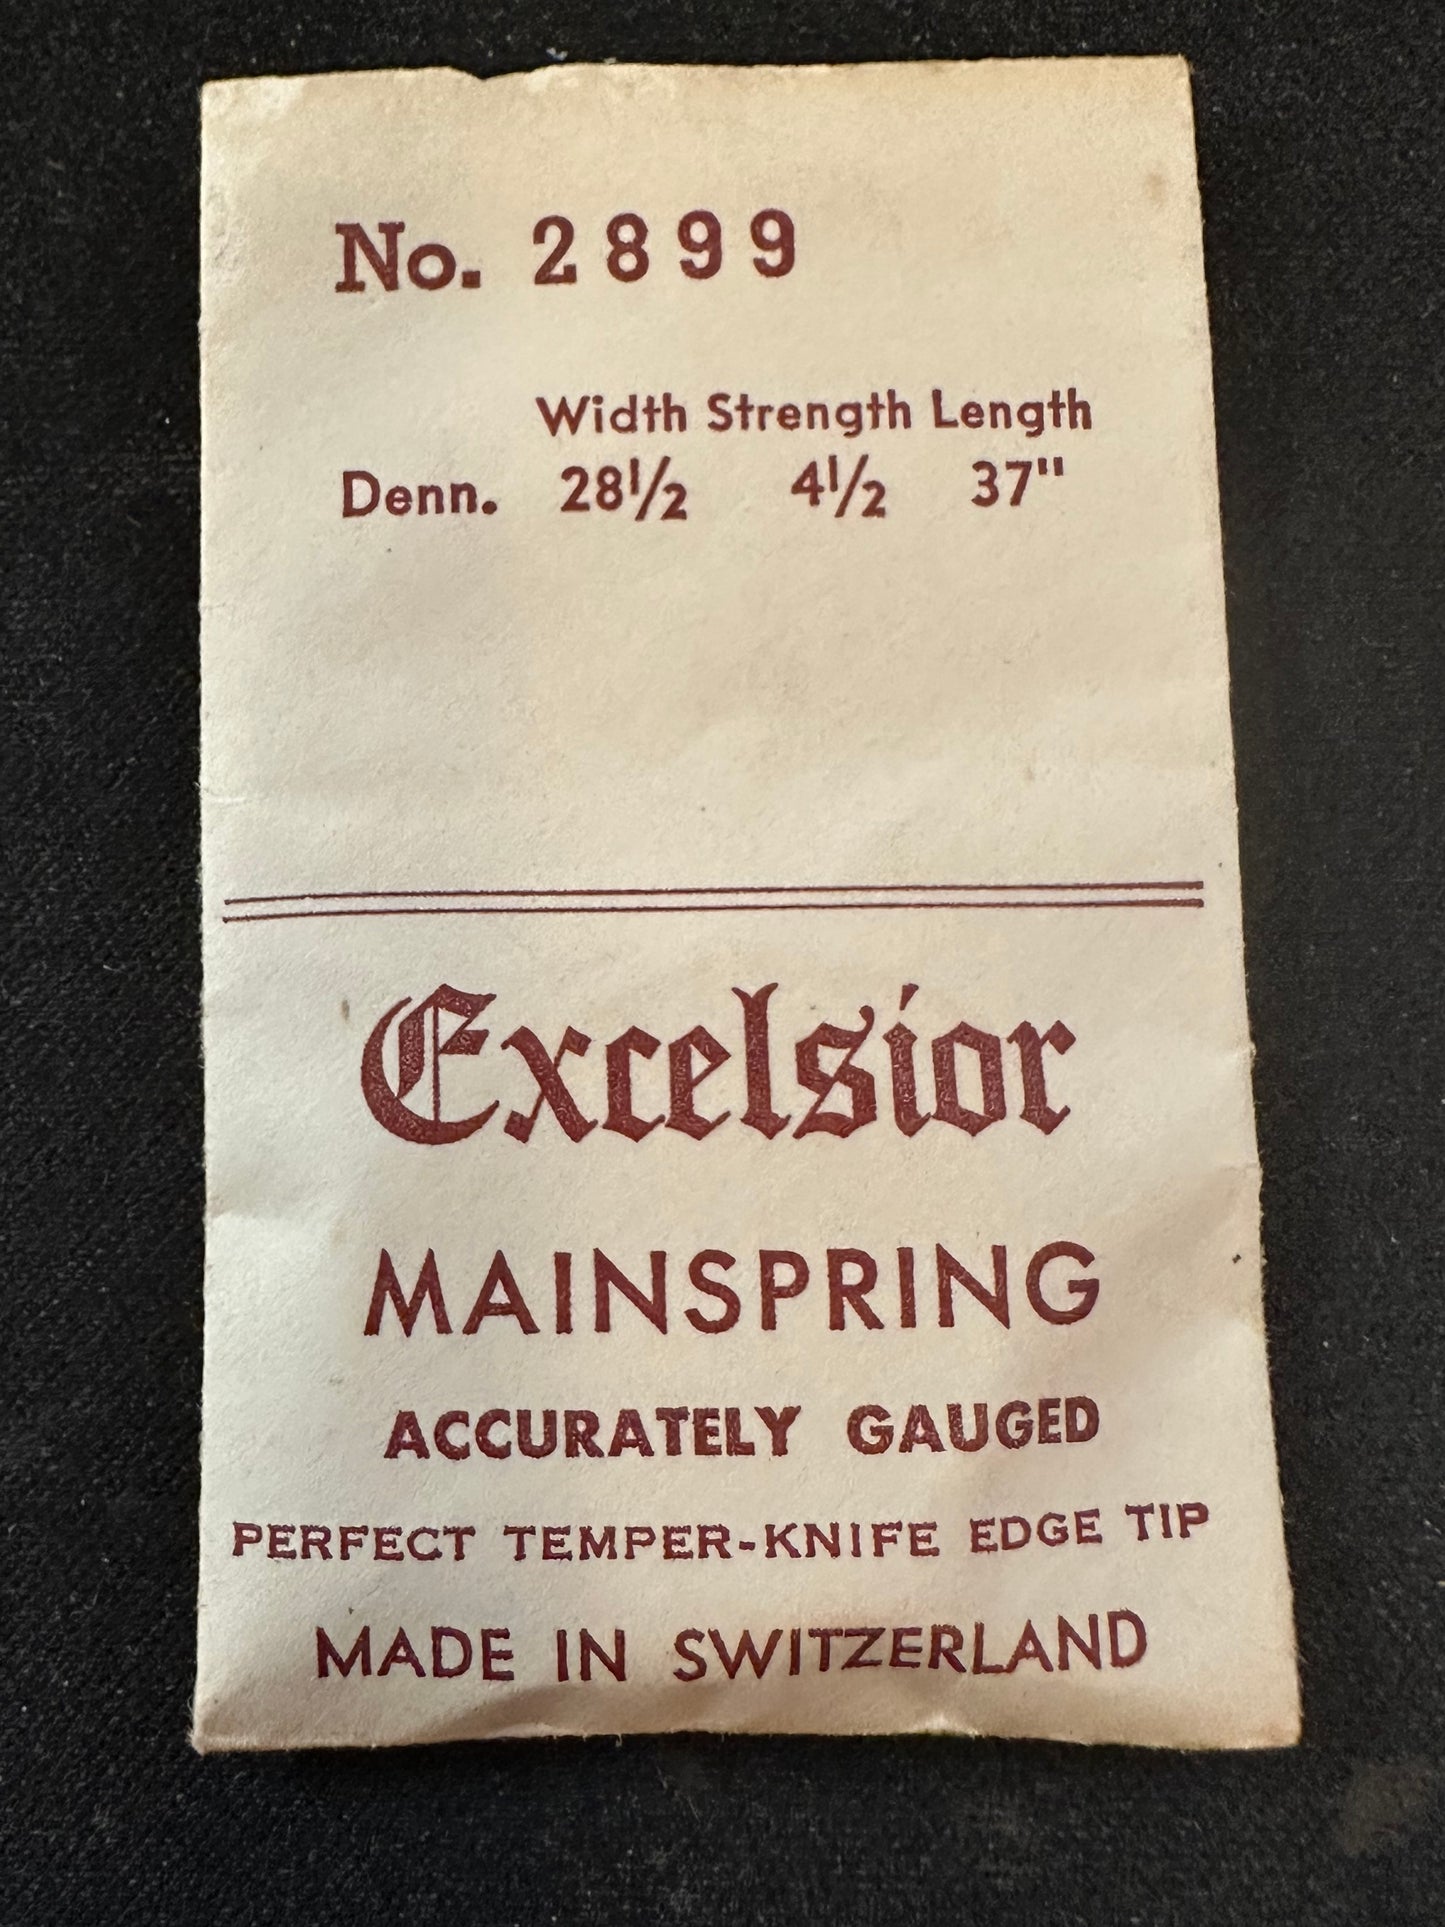 No. 2899
Width Strength Length
Denn. 28½ 4½ 37"
Excelsior
MAINSPRING
ACCURATELY GAUGED
PERFECT TEMPER-KNIFE EDGE TIP
MADE IN SWITZERLAND